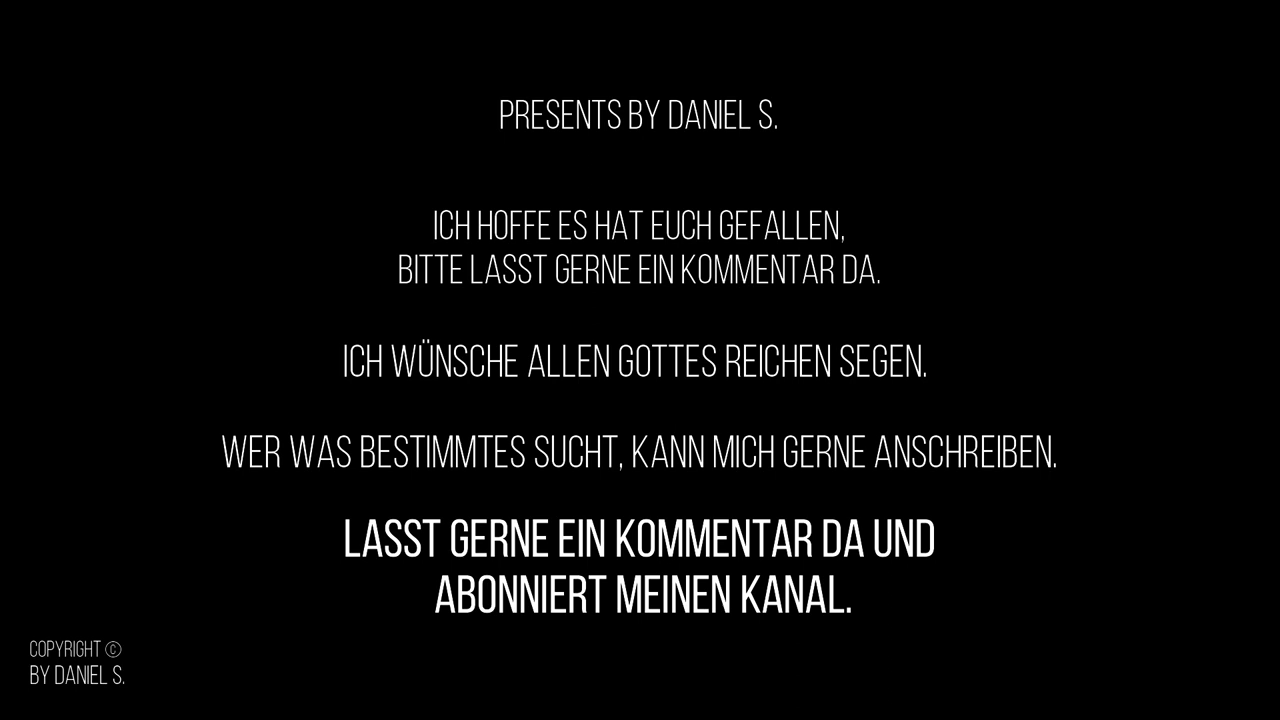 PRESENTS BY DANIEL S.
ICH HOFFE ES HAT EUCH GEFALLEN,
BITTE LASST GERNE EIN KOMMENTAR DA.
ICH WÜNSCHE ALLEN GOTTES REICHEN SEGEN.
WER WAS BESTIMMTES SUCHT, KANN MICH GERNE ANSCHREIBEN.
LASST GERNE EIN KOMMENTAR DA UND
ABONNIERT MEINEN KANAL.
COPYRIGHT ©
BY DANIEL S.